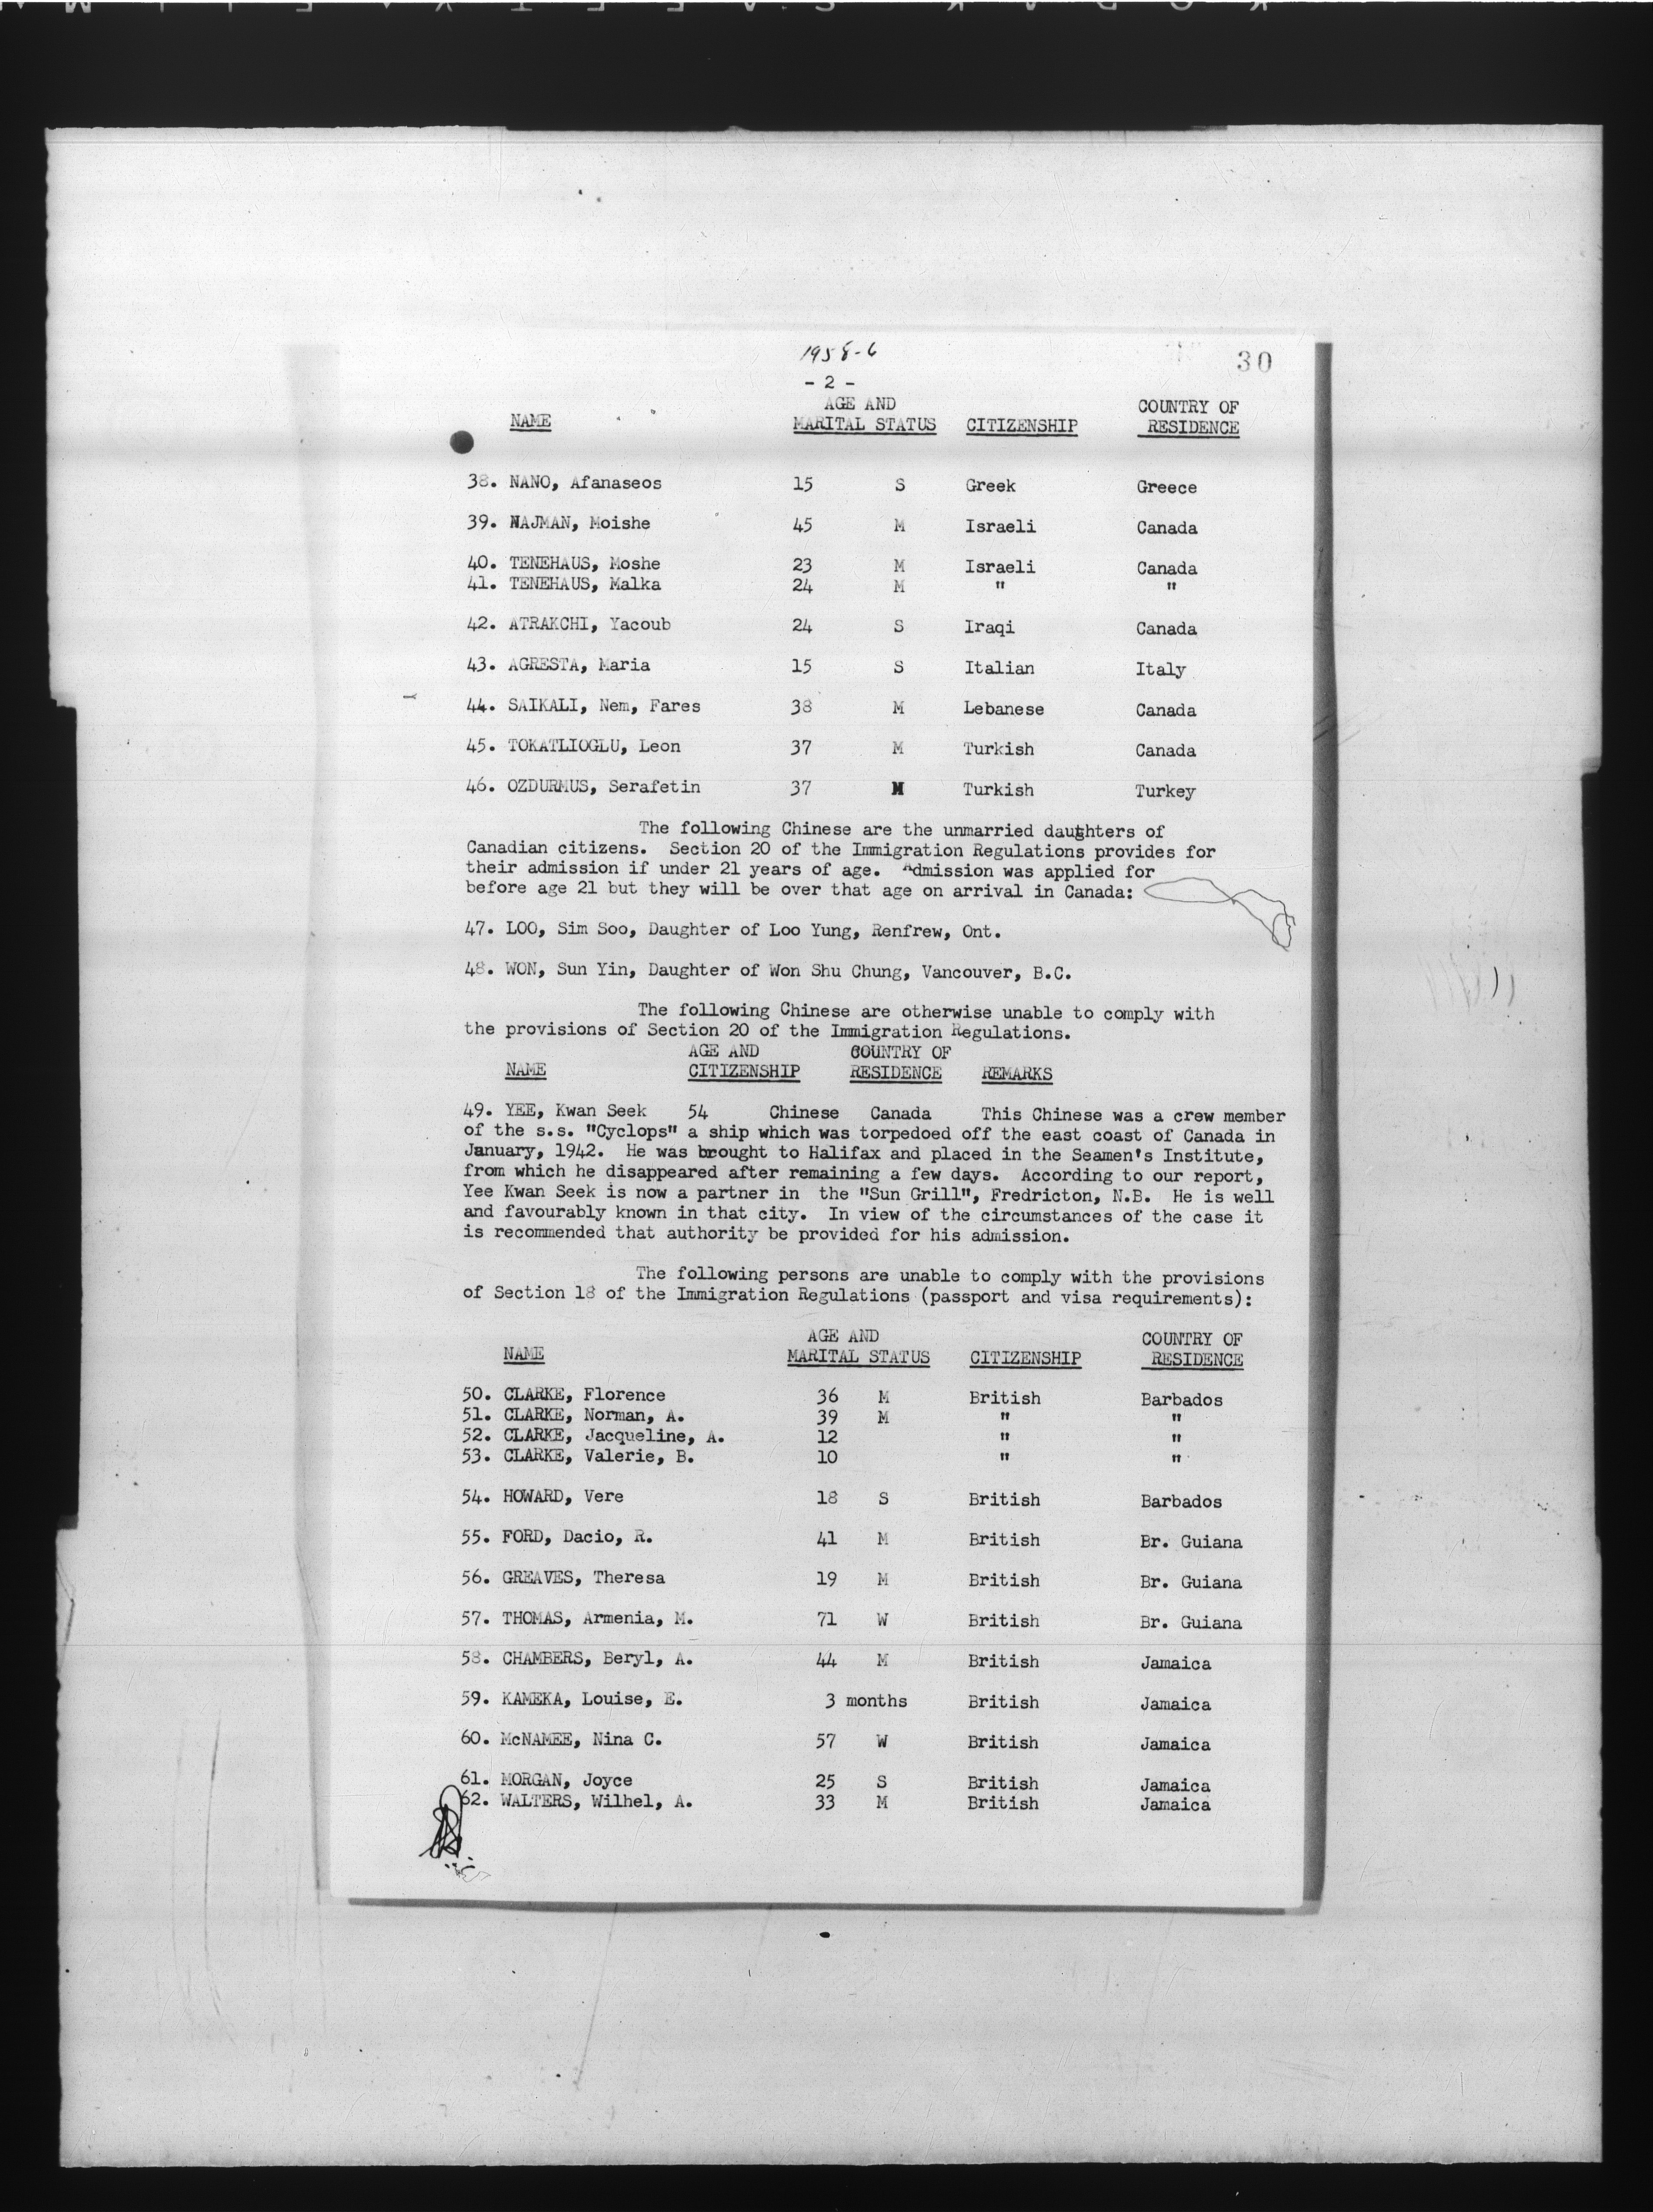 1958-6
30
- 2 -
NAME AGE AND MARITAL STATUS CITIZENSHIP COUNTRY OF RESIDENCE
38. NANO, Afanaseos 15 S Greek Greece
39. NAJMAN, Moishe 45 M Israeli Canada
40. TENEHAUS, Moshe 23 M Israeli Canada
41. TENEHAUS, Malka 24 M " "
42. ATRAKCHI, Yacoub 24 S Iraqi Canada
43. AGRESTA, Maria 15 S Italian Italy
44. SAIKALI, Nem, Fares 38 M Lebanese Canada
45. TOKATLIOGLU, Leon 37 M Turkish Canada
46. OZDURMUS, Serafetin 37 M Turkish Turkey
The following Chinese are the unmarried daughters of
Canadian citizens. Section 20 of the Immigration Regulations provides for
their admission if under 21 years of age. Admission was applied for
before age 21 but they will be over that age on arrival in Canada:
47. LOO, Sim Soo, Daughter of Loo Yung, Renfrew, Ont.
48. WON, Sun Yin, Daughter of Won Shu Chung, Vancouver, B.C.
The following Chinese are otherwise unable to comply with
the provisions of Section 20 of the Immigration Regulations.
NAME AGE AND CITIZENSHIP COUNTRY OF RESIDENCE REMARKS
49. YEE, Kwan Seek 54 Chinese Canada This Chinese was a crew member
of the s.s. "Cyclops" a ship which was torpedoed off the east coast of Canada in
January, 1942. He was brought to Halifax and placed in the Seamen's Institute,
from which he disappeared after remaining a few days. According to our report,
Yee Kwan Seek is now a partner in the "Sun Grill", Fredricton, N.B. He is well
and favourably known in that city. In view of the circumstances of the case it
is recommended that authority be provided for his admission.
The following persons are unable to comply with the provisions
of Section 18 of the Immigration Regulations (passport and visa requirements):
NAME AGE AND MARITAL STATUS CITIZENSHIP COUNTRY OF RESIDENCE
50. CLARKE, Florence 36 M British Barbados
51. CLARKE, Norman, A. 39 M " "
52. CLARKE, Jacqueline, A. 12 " "
53. CLARKE, Valerie, B. 10 " "
54. HOWARD, Vere 18 S British Barbados
55. FORD, Dacio, R. 41 M British Br. Guiana
56. GREAVES, Theresa 19 M British Br. Guiana
57. THOMAS, Armenia, M. 71 W British Br. Guiana
58. CHAMBERS, Beryl, A. 44 M British Jamaica
59. KAMEKA, Louise, E. 3 months British Jamaica
60. McNAMEE, Nina C. 57 W British Jamaica
61. MORGAN, Joyce 25 S British Jamaica
62. WALTERS, Wilhel, A. 33 M British Jamaica